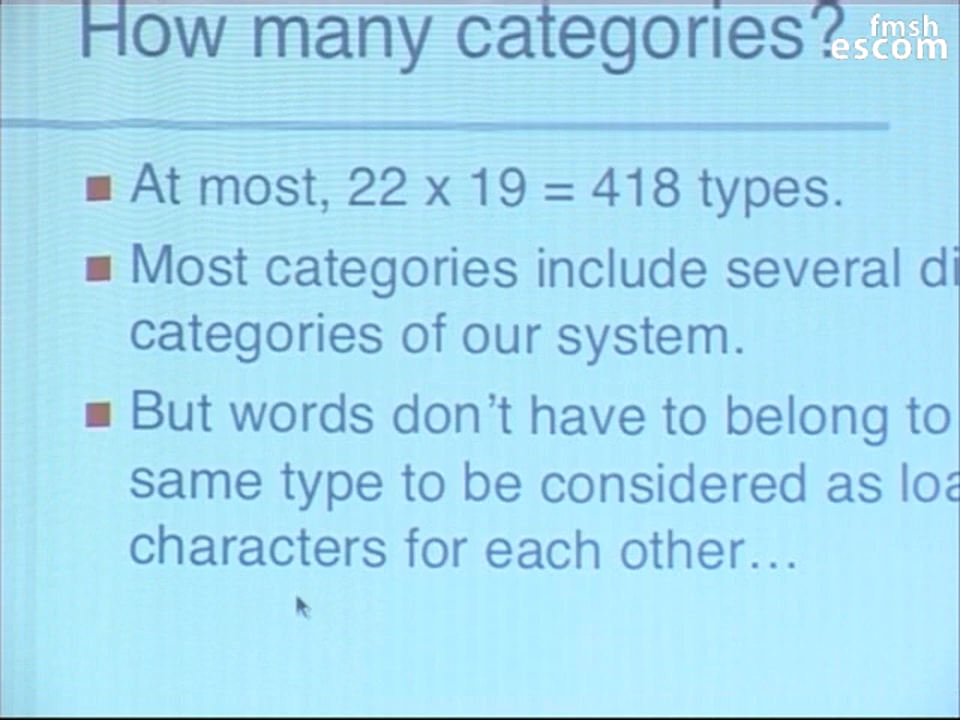 How many categories?
fmsh
escom
At most, 22 x 19 = 418 types.
Most categories include several
categories of our system.
But words don't have to belong to
same type to be considered as
characters for each other…